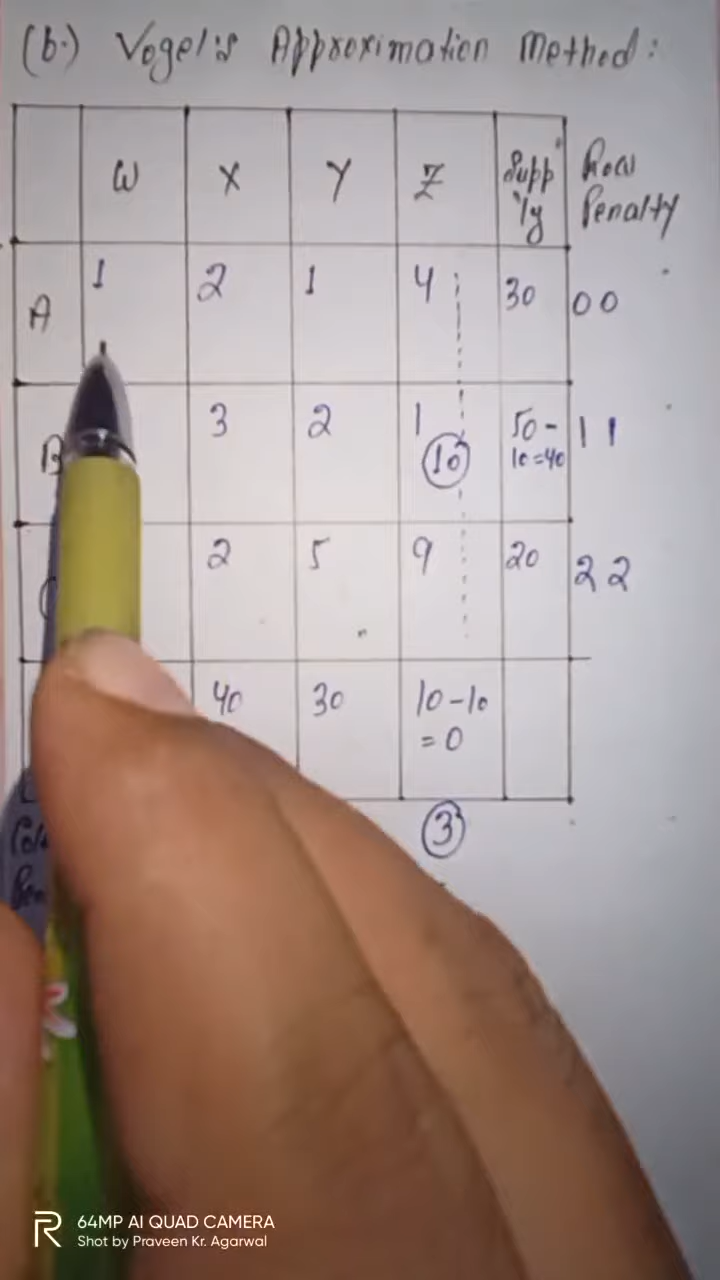 (b.) Vogel's Approximation Method:
W X Y Z Supp Row
ly Penalty
A 1 2 1 4 30 0 0
B 3 2 1 50- 1 1
10 10=40
2 5 9 20 2 2
40 30 10-10
=0
3
R 64MP AI QUAD CAMERA
Shot by Praveen Kr. Agarwal